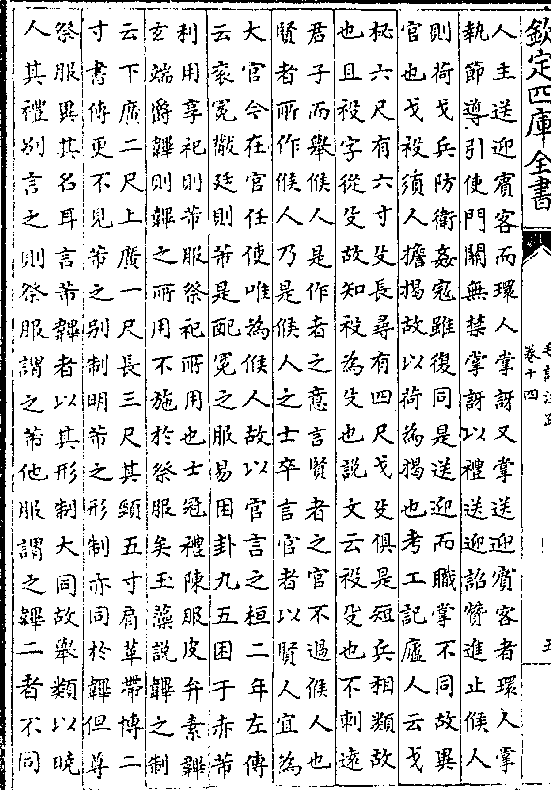 欽定四庫全書
毛詩注疏
卷十四
五
人主送迎賓客而環人掌訝又掌送迎賓客者環人掌
執節導引使門關無禁掌訝以禮送迎詔贊進止候人
則荷戈兵防衛姦寇雖復同是送迎而職掌不同故異
官也戈祋須人擔揭故以荷為揭也考工記廬人云戈
柲六尺有六寸殳長尋有四尺戈殳俱是短兵相類故
也且祋字從殳故知祋為殳也說文云祋殳也不刺遠
君子而舉候人是作者之意言賢者之官不過候人也
賢者所作候人乃是候人之士卒言官者以賢人宜為
大官今在官任使唯為候人故以官言之桓二年左傳
云袞冕黻珽則芾是配冕之服易困卦九五困于赤芾
利用享祀則芾服祭祀所用也士冠禮陳服皮弁素韠
玄端爵韠則韠之所用不施於祭服矣玉藻說韠之制
云下廣二尺上廣一尺長三尺其頸五寸肩革帶博二
寸書傳更不見芾之別制明芾之形制亦同於韠但尊
祭服異其名耳言芾韠者以其形制大同故舉類以曉
人其禮別言之則祭服謂之芾他服謂之韠二者不同